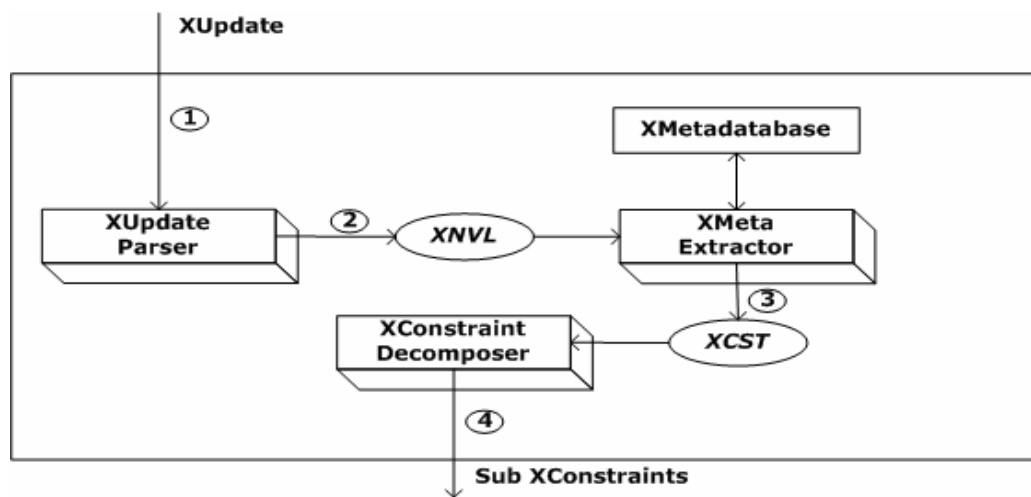 XUpdate
1
XMetadatabase
XUpdate
Parser
2
XNVL
XMeta
Extractor
3
XConstraint
Decomposer
XCST
4
Sub XConstraints